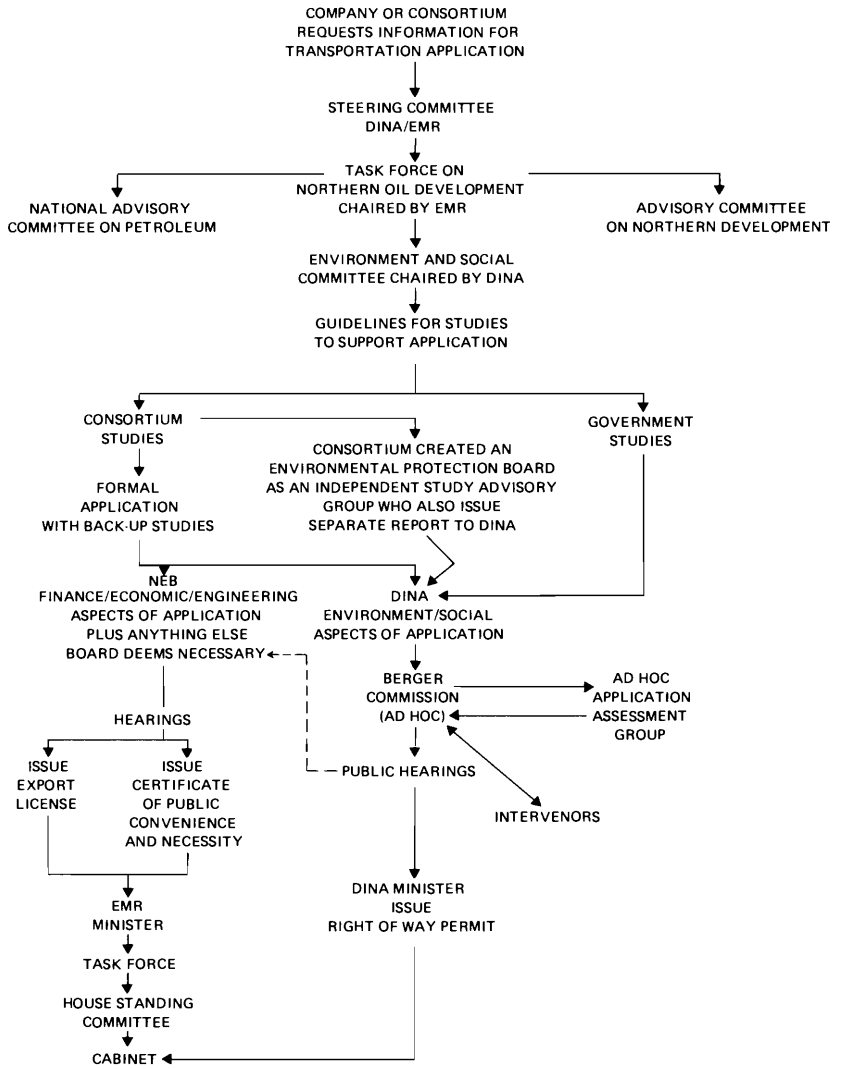 COMPANY OR CONSORTIUM
REQUESTS INFORMATION FOR
TRANSPORTATION APPLICATION
STEERING COMMITTEE
DINA/EMR
TASK FORCE ON
NORTHERN OIL DEVELOPMENT
CHAIRED BY EMR
NATIONAL ADVISORY
COMMITTEE ON PETROLEUM
ADVISORY COMMITTEE
ON NORTHERN DEVELOPMENT
ENVIRONMENT AND SOCIAL
COMMITTEE CHAIRED BY DINA
GUIDELINES FOR STUDIES
TO SUPPORT APPLICATION
CONSORTIUM
STUDIES
GOVERNMENT
STUDIES
CONSORTIUM CREATED AN
ENVIRONMENTAL PROTECTION BOARD
AS AN INDEPENDENT STUDY ADVISORY
GROUP WHO ALSO ISSUE
SEPARATE REPORT TO DINA
FORMAL
APPLICATION
WITH BACK-UP STUDIES
NEB
FINANCE/ECONOMIC/ENGINEERING
ASPECTS OF APPLICATION
PLUS ANYTHING ELSE
BOARD DEEMS NECESSARY
DINA
ENVIRONMENT/SOCIAL
ASPECTS OF APPLICATION
BERGER
COMMISSION
(AD HOC)
AD HOC
APPLICATION
ASSESSMENT
GROUP
HEARINGS
ISSUE
EXPORT
LICENSE
ISSUE
CERTIFICATE
OF PUBLIC
CONVENIENCE
AND NECESSITY
PUBLIC HEARINGS
INTERVENORS
DINA MINISTER
ISSUE
RIGHT OF WAY PERMIT
EMR
MINISTER
TASK FORCE
HOUSE STANDING
COMMITTEE
CABINET